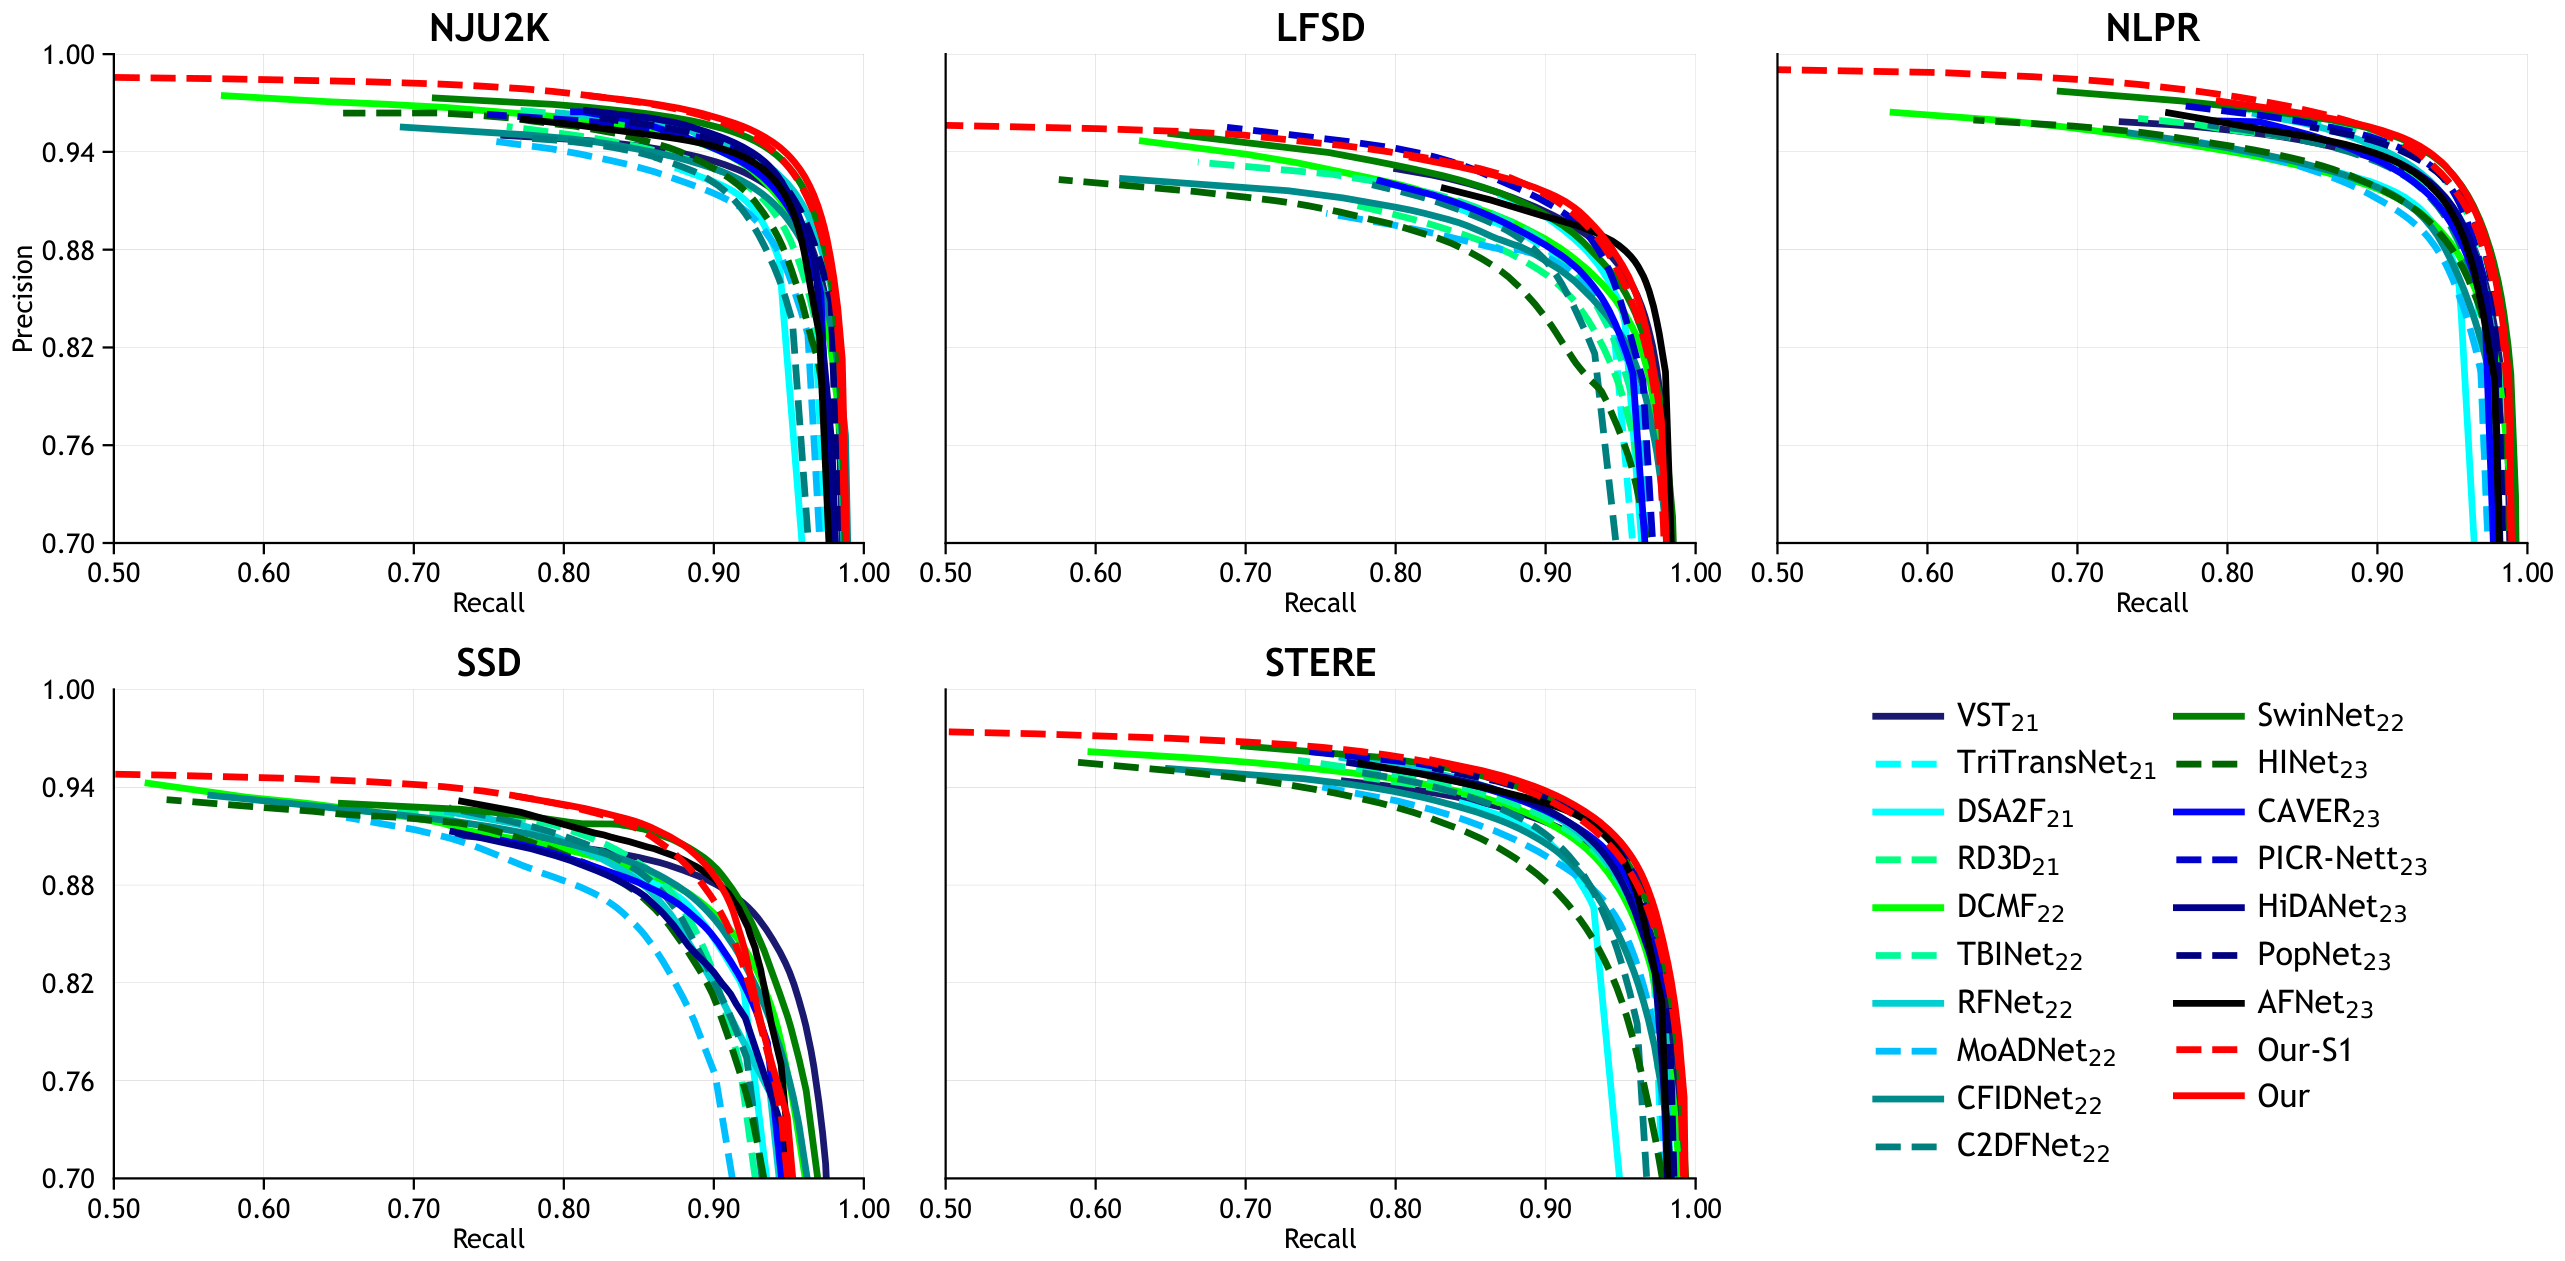 NJU2K LFSD NLPR
1.00
0.94
0.88
0.82
0.76
0.70
Precision
0.50 0.60 0.70 0.80 0.90 1.00
Recall
0.50 0.60 0.70 0.80 0.90 1.00
Recall
0.50 0.60 0.70 0.80 0.90 1.00
Recall
SSD STERE
1.00
0.94
0.88
0.82
0.76
0.70
0.50 0.60 0.70 0.80 0.90 1.00
Recall
0.50 0.60 0.70 0.80 0.90 1.00
Recall
VST21
TriTransNet21
DSA2F21
RD3D21
DCMF22
TBINet22
RFNet22
MoADNet22
CFIDNet22
C2DFNet22
SwinNet22
HINet23
CAVER23
PICR-Nett23
HiDANet23
PopNet23
AFNet23
Our-S1
Our